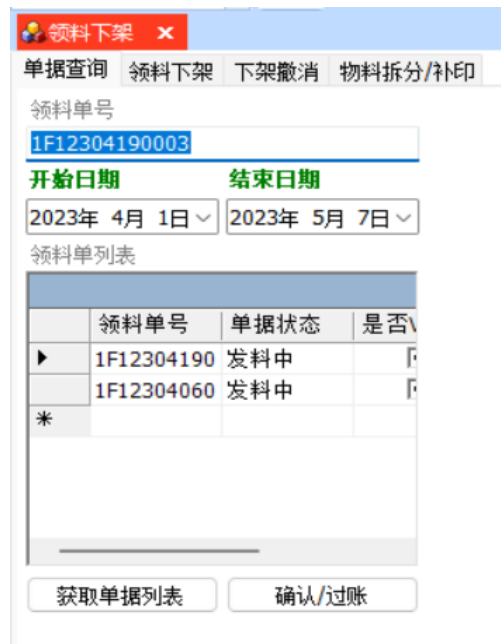 领料下架 ×
单据查询 领料下架 下架撤消 物料拆分/补印
领料单号
1F12304190003
开始日期 结束日期
2023年 4月 1日 2023年 5月 7日
领料单列表
领料单号 单据状态 是否
1F12304190 发料中
1F12304060 发料中
*
获取单据列表 确认/过账